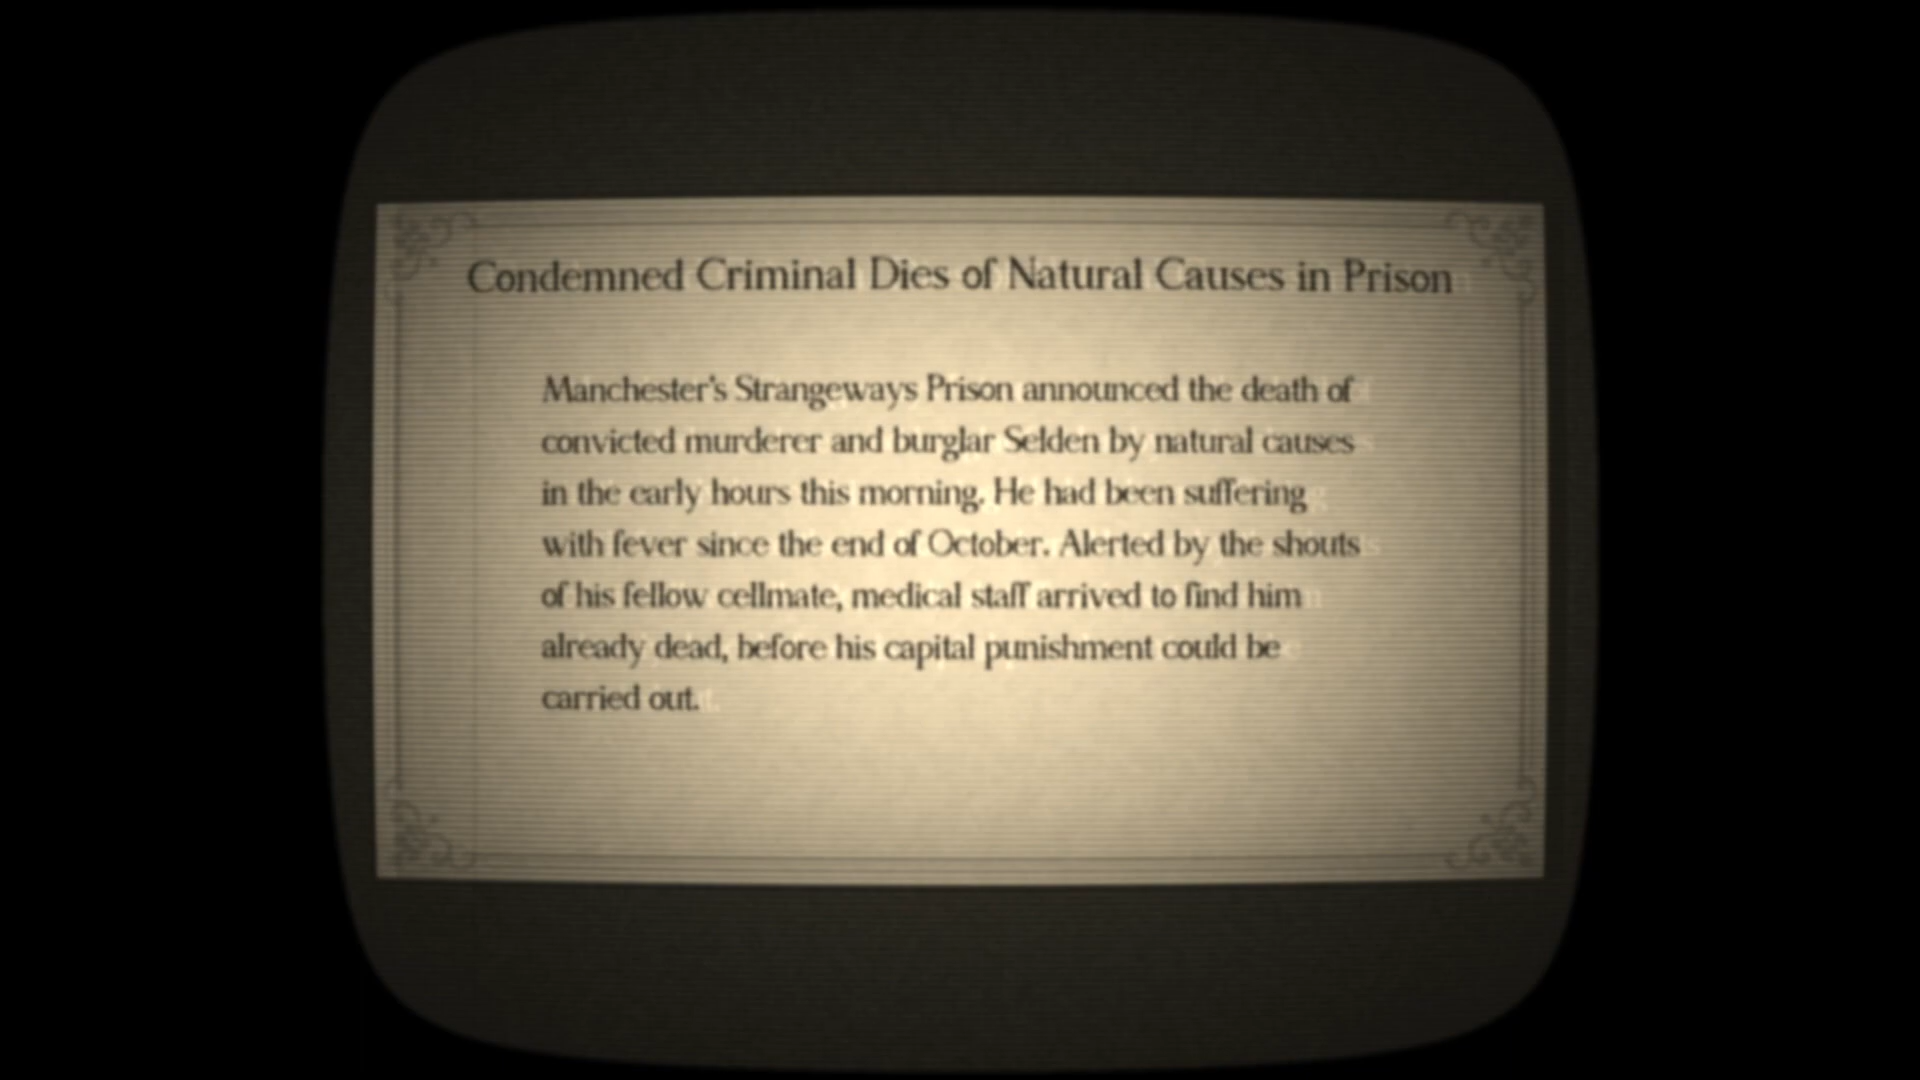 Condemned Criminal Dies of Natural Causes in Prison
Manchester's Strangeways Prison announced the death of
convicted murderer and burglar Selden by natural causes
in the early hours this morning. He had been suffering
with fever since the end of October. Alerted by the shouts
of his fellow cellmate, medical staff arrived to find him
already dead, before his capital punishment could be
carried out.